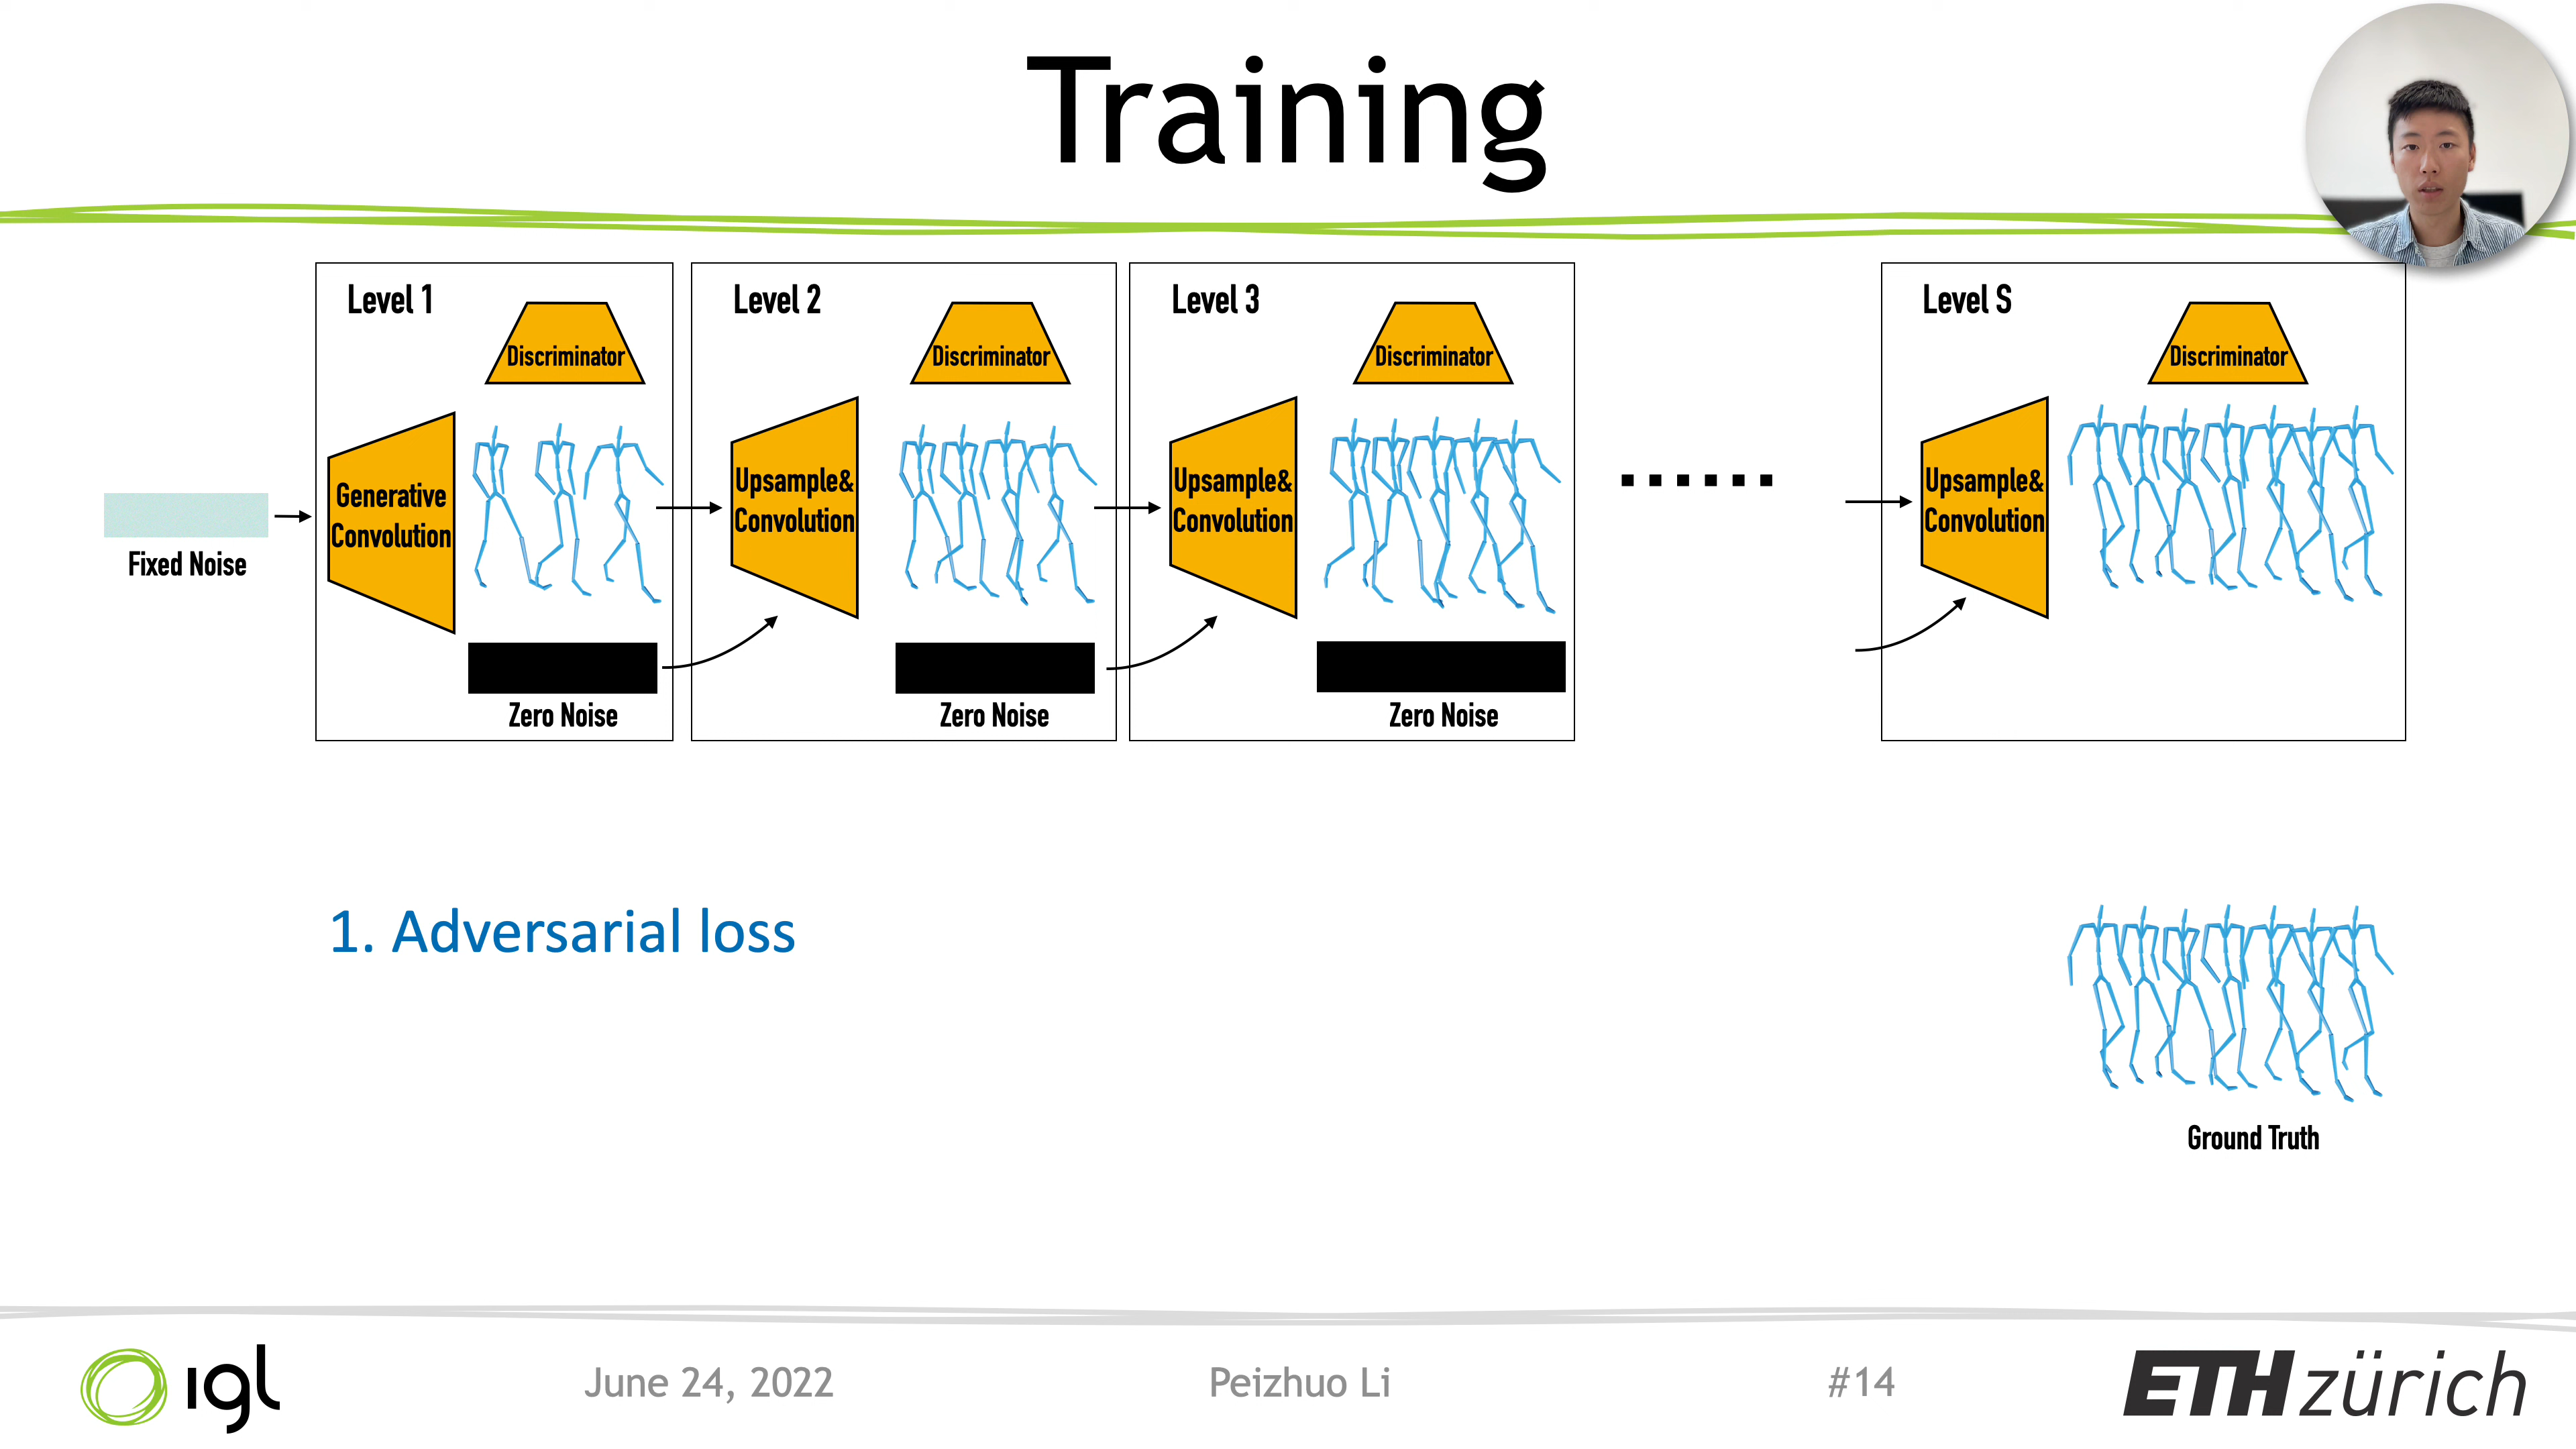 Training
Level 1
Discriminator
Generative
Convolution
Fixed Noise
Zero Noise
Level 2
Discriminator
Upsample&
Convolution
Zero Noise
Level 3
Discriminator
Upsample&
Convolution
Zero Noise
Level S
Discriminator
Upsample&
Convolution
1. Adversarial loss
Ground Truth
igl
June 24, 2022
Peizhuo Li
#14
ETH zürich